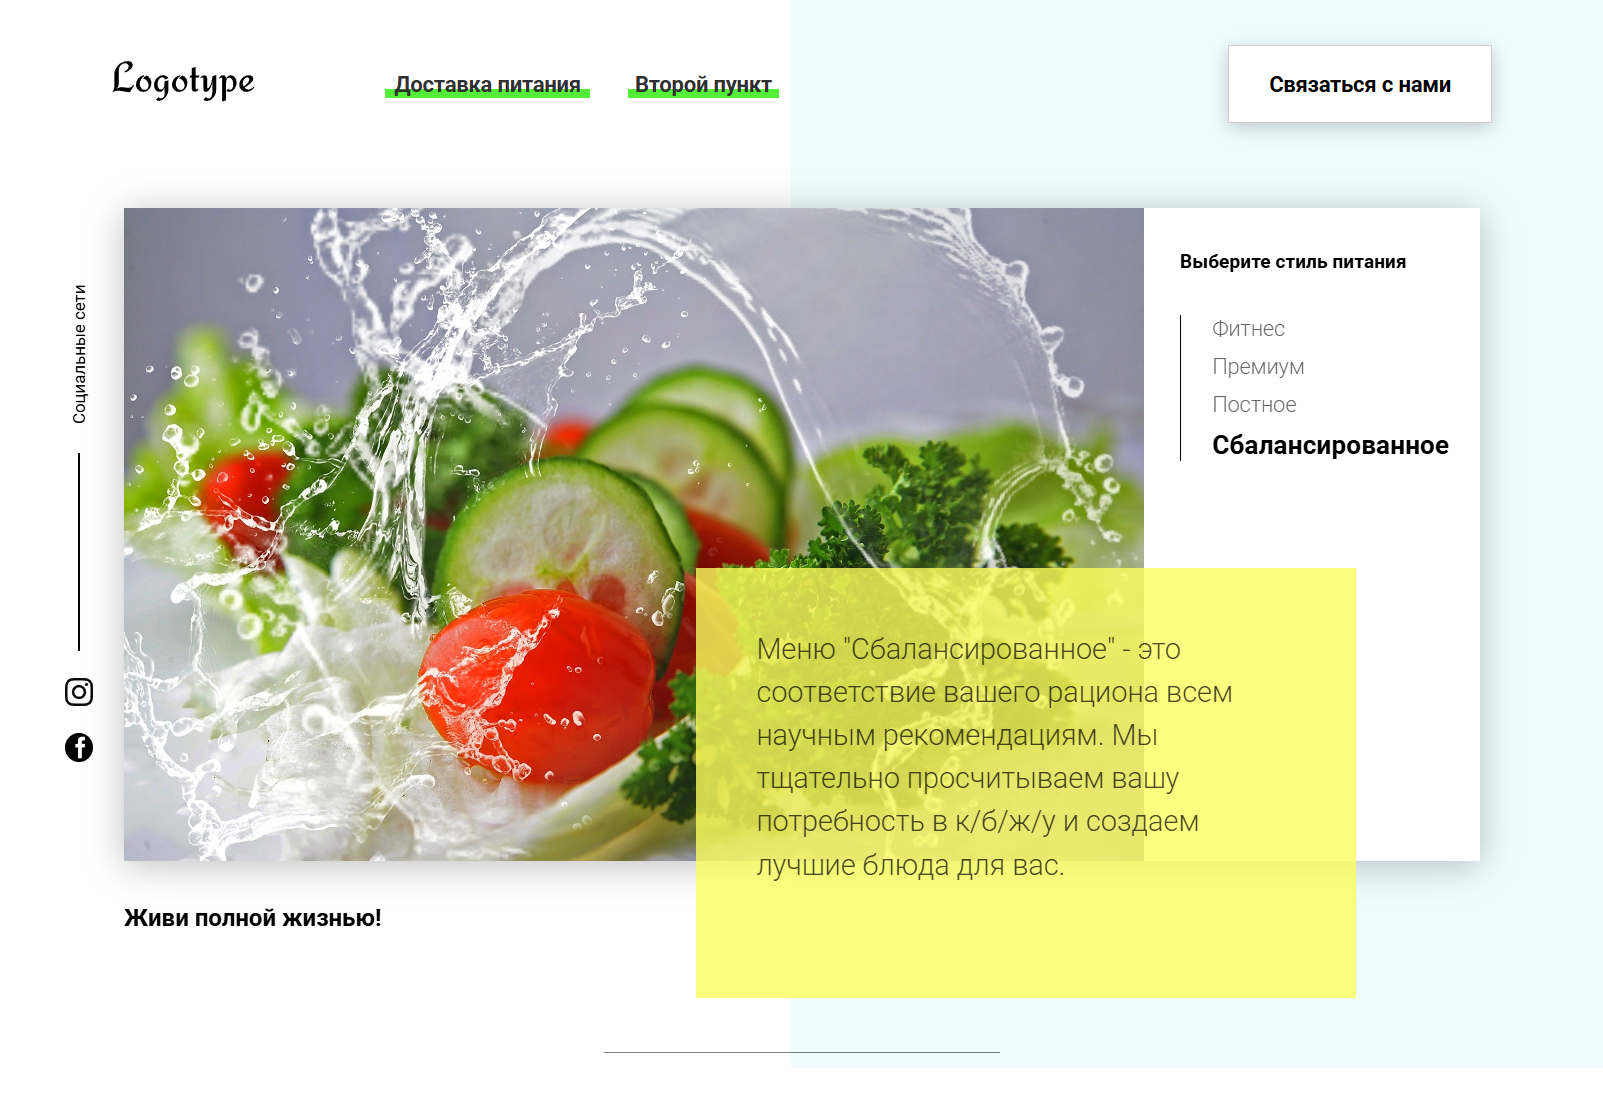 Logotype
Доставка питания
Второй пункт
Связаться с нами
Социальные сети
Выберите стиль питания
Фитнес
Премиум
Постное
Сбалансированное
Меню "Сбалансированное" - это
соответствие вашего рациона всем
научным рекомендациям. Мы
тщательно просчитываем вашу
потребность в к/б/ж/у и создаем
лучшие блюда для вас.
Живи полной жизнью!